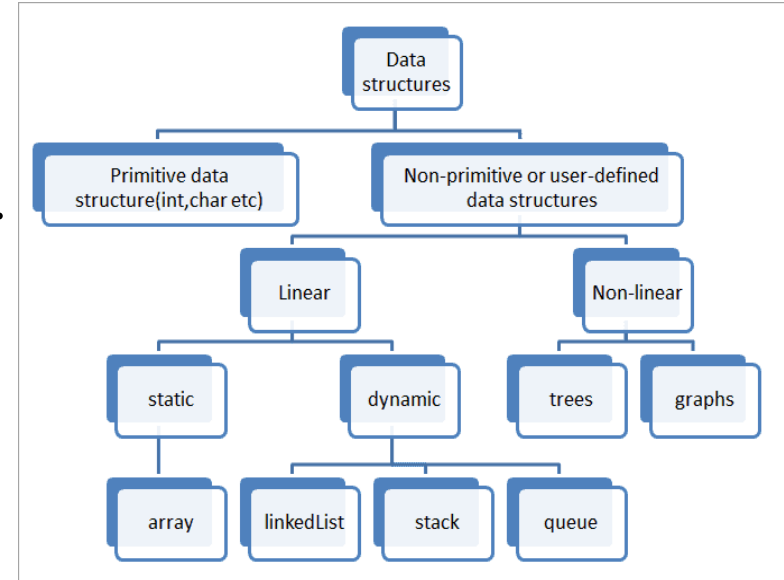 Data
structures
Primitive data
structure(int,char etc)
Non-primitive or user-defined
data structures
Linear
Non-linear
static
dynamic
trees
graphs
array
linkedList
stack
queue